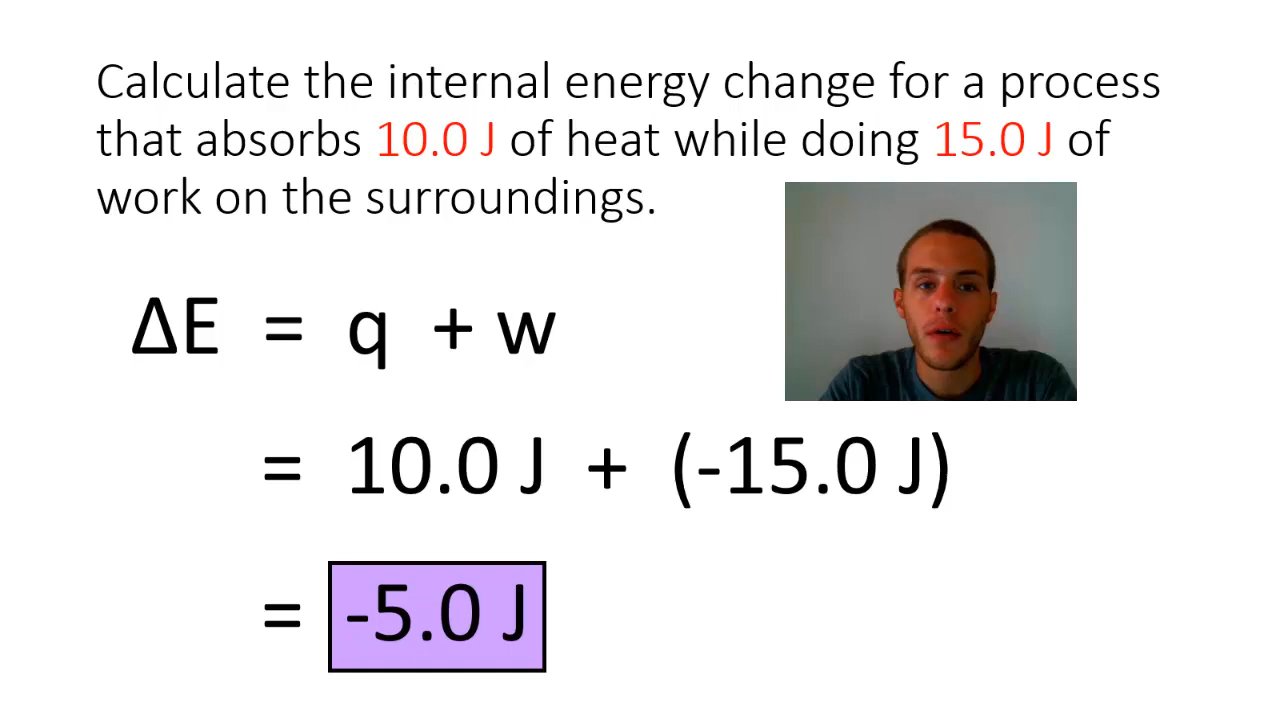 Calculate the internal energy change for a process
that absorbs 10.0 J of heat while doing 15.0 J of
work on the surroundings.
ΔE = q + w
= 10.0 J + (-15.0 J)
= -5.0 J